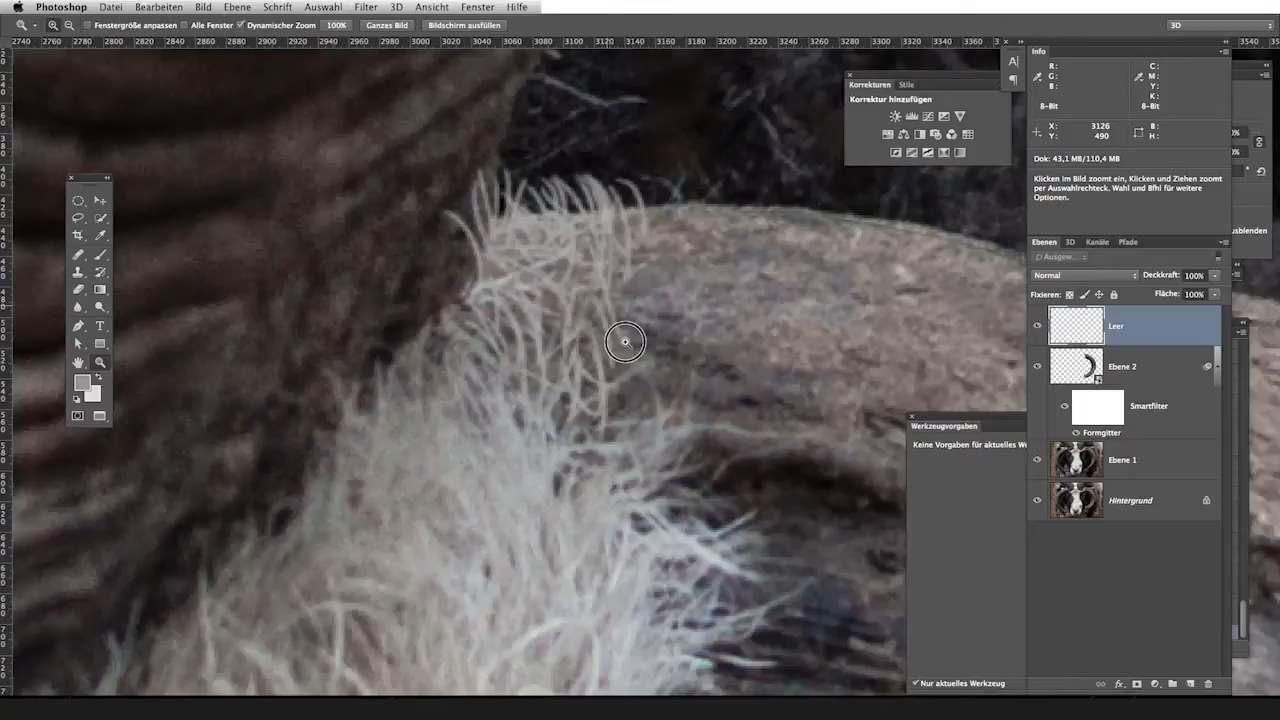 Photoshop Datei Bearbeiten Bild Ebene Schrift Auswahl Filter 3D Ansicht Fenster Hilfe
Fenstergröße anpassen Alle Fenster Dynamischer Zoom 100% Ganzes Bild Bildschirm ausfüllen 3D
2740 2760 2780 2800 2820 2840 2860 2880 2900 2920 2940 2960 2980 3000 3020 3040 3060 3080 3100 3120 3140 3160 3180 3200 3220 3240 3260 3280 3300 3320 3340 3360 3540
Info
R: C:
G: M:
B: Y:
K:
8-Bit 8-Bit
X: 3126 B:
Y: 490 H:
Dok: 43,1 MB/110,4 MB
Klicken im Bild zoomt ein, Klicken und Ziehen zoomt
per Auswahlrechteck. Wahl und Bfhl für weitere
Optionen.
Korrekturen Stile
Korrektur hinzufügen
usblenden
Ebenen 3D Kanäle Pfade
Ausgew...
Normal Deckkraft: 100%
Fixieren: Fläche: 100%
Leer
Ebene 2
Smartfilter
Formgitter
Ebene 1
Hintergrund
Werkzeugvorgaben
Keine Vorgaben für aktuelles We
Nur aktuelles Werkzeug